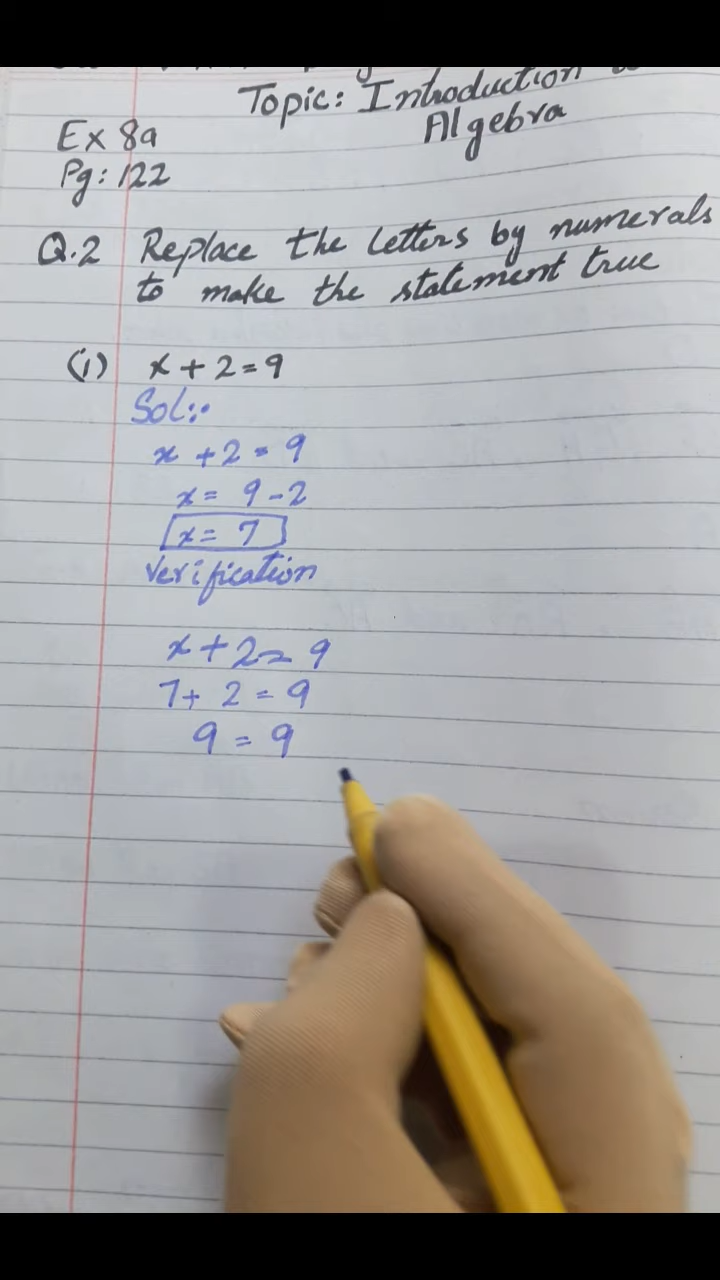 Topic: Introduction
Algebra
Ex 8a
Pg: 122
Q.2 Replace the letters by numerals
to make the statement true
(i) x + 2 = 9
Sol:.
x + 2 = 9
x = 9 - 2
x = 7
Verification
x + 2 = 9
7 + 2 = 9
9 = 9